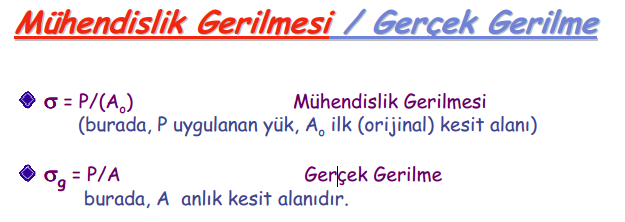 Mühendislik Gerilmesi / Gerçek Gerilme
σ = P/(Ao) Mühendislik Gerilmesi
(burada, P uygulanan yük, Ao ilk (orijinal) kesit alanı)
σg = P/A Gerçek Gerilme
burada, A anlık kesit alanıdır.